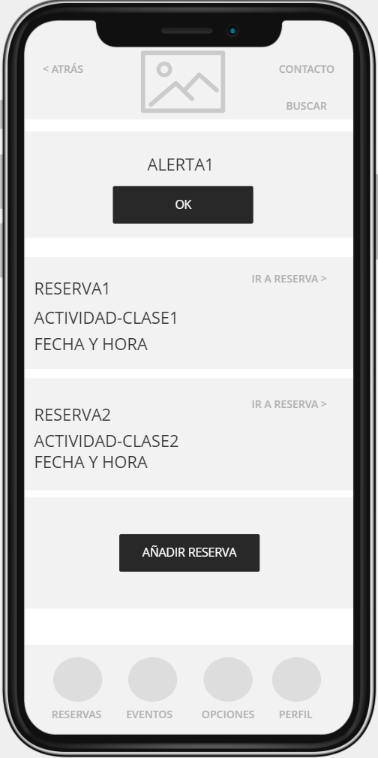 < ATRÁS
CONTACTO
BUSCAR
ALERTA1
OK
IR A RESERVA >
RESERVA1
ACTIVIDAD-CLASE1
FECHA Y HORA
IR A RESERVA >
RESERVA2
ACTIVIDAD-CLASE2
FECHA Y HORA
AÑADIR RESERVA
RESERVAS EVENTOS OPCIONES PERFIL